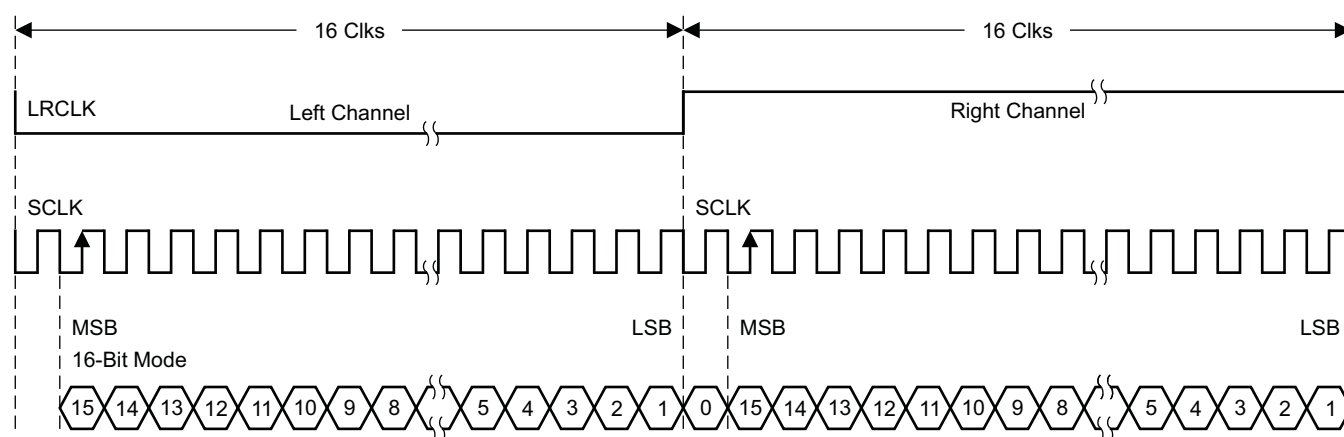 16 Clks 16 Clks
LRCLK Left Channel Right Channel
SCLK SCLK
MSB LSB MSB LSB
16-Bit Mode
15 14 13 12 11 10 9 8 5 4 3 2 1 0 15 14 13 12 11 10 9 8 5 4 3 2 1